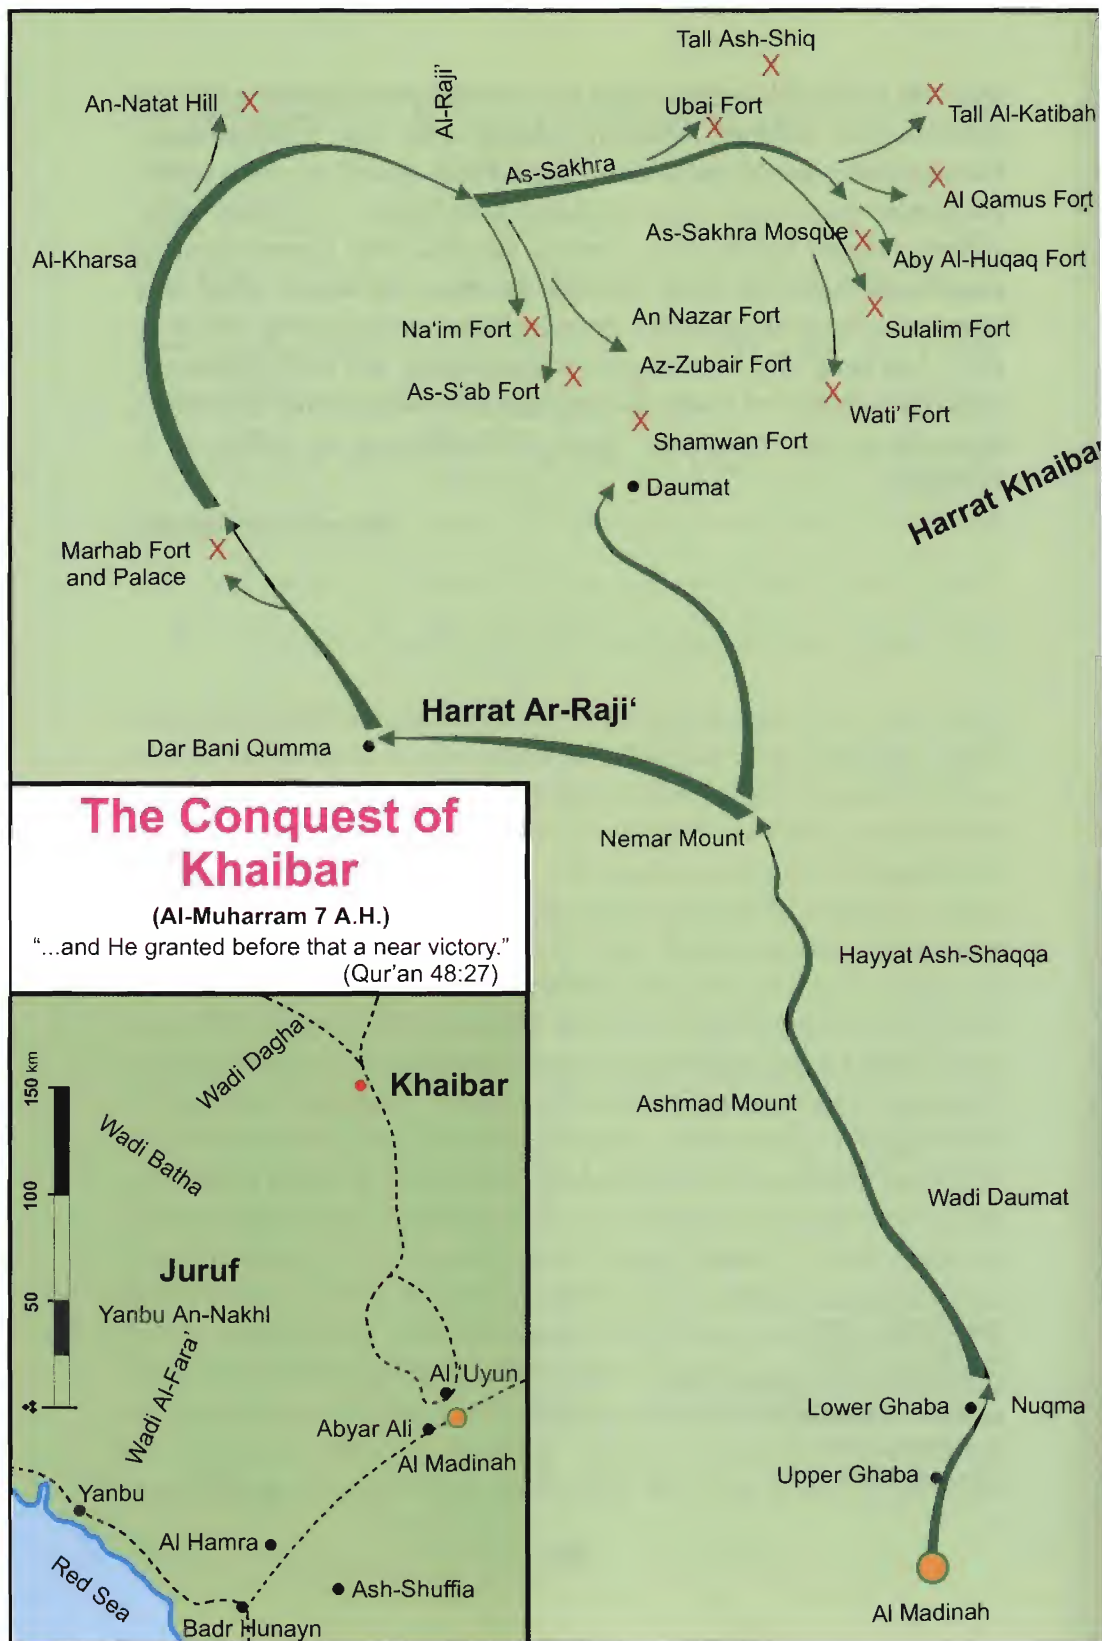 Tall Ash-Shiq
An-Natat Hill
Al-Raji'
Ubai Fort
Tall Al-Katibah
As-Sakhra
Al Qamus Fort
As-Sakhra Mosque
Al-Kharsa
Aby Al-Huqaq Fort
Na'im Fort
An Nazar Fort
Sulalim Fort
As-S‘ab Fort
Az-Zubair Fort
Wati’ Fort
Shamwan Fort
Harrat Khaibar
Daumat
Marhab Fort
and Palace
Harrat Ar-Raji‘
Dar Bani Qumma
Nemar Mount
The Conquest of
Khaibar
(Al-Muharram 7 A.H.)
“...and He granted before that a near victory.”
(Qur’an 48:27)
Hayyat Ash-Shaqqa
Ashmad Mount
Wadi Daumat
Lower Ghaba
Nuqma
Upper Ghaba
Al Madinah
Wadi Dagha
Khaibar
150 km
100
50
Wadi Batha
Juruf
Yanbu An-Nakhl
Wadi Al-Fara’
Al ‘Uyun
Abyar Ali
Al Madinah
Yanbu
Al Hamra
Red Sea
Ash-Shuffia
Badr Hunayn